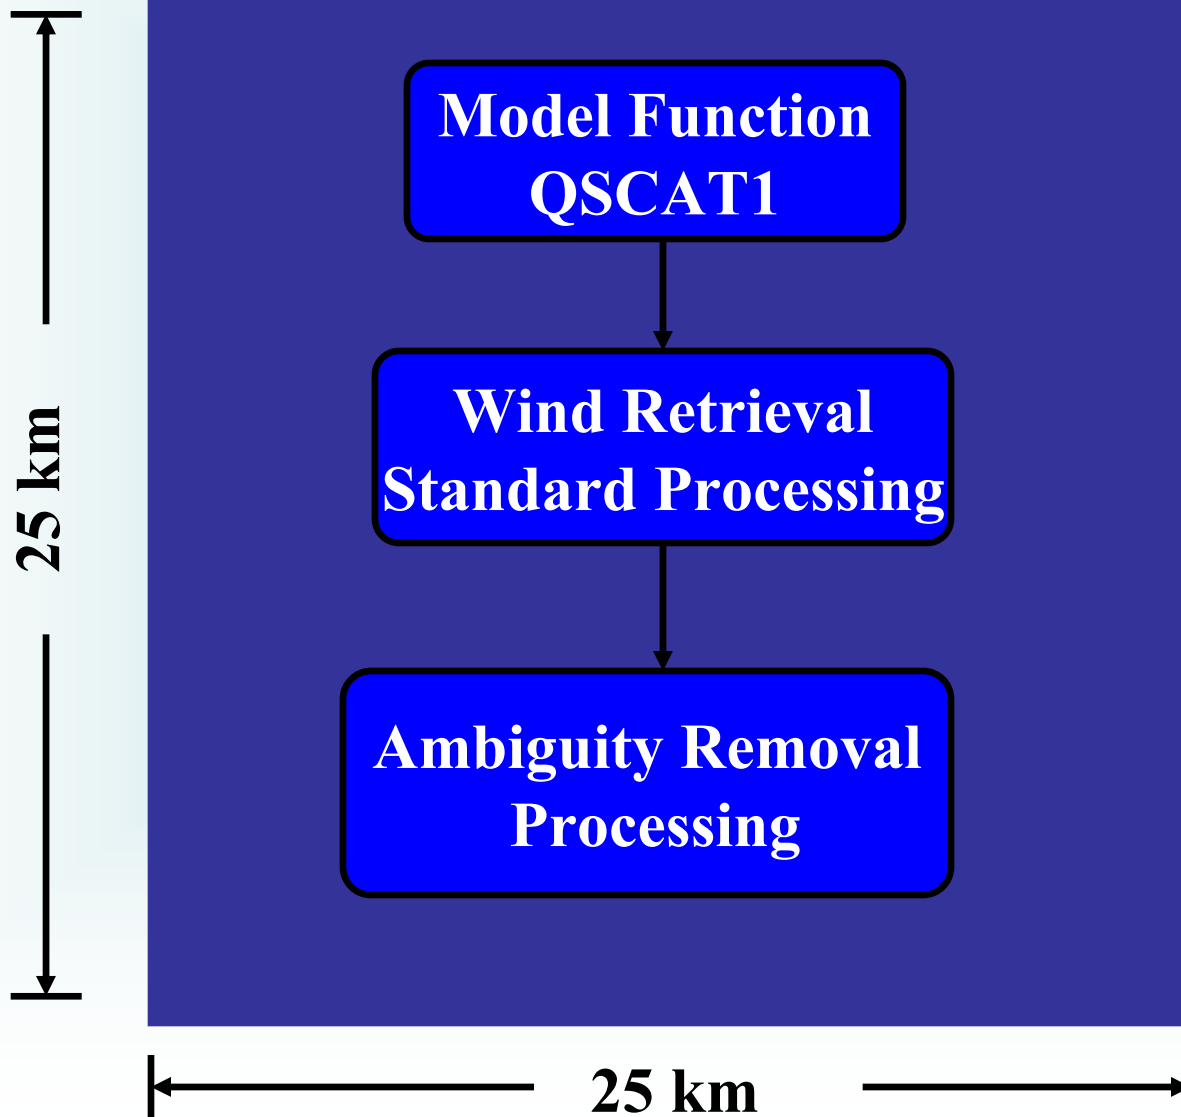 Model Function
QSCAT1
25 km
Wind Retrieval
Standard Processing
Ambiguity Removal
Processing
25 km